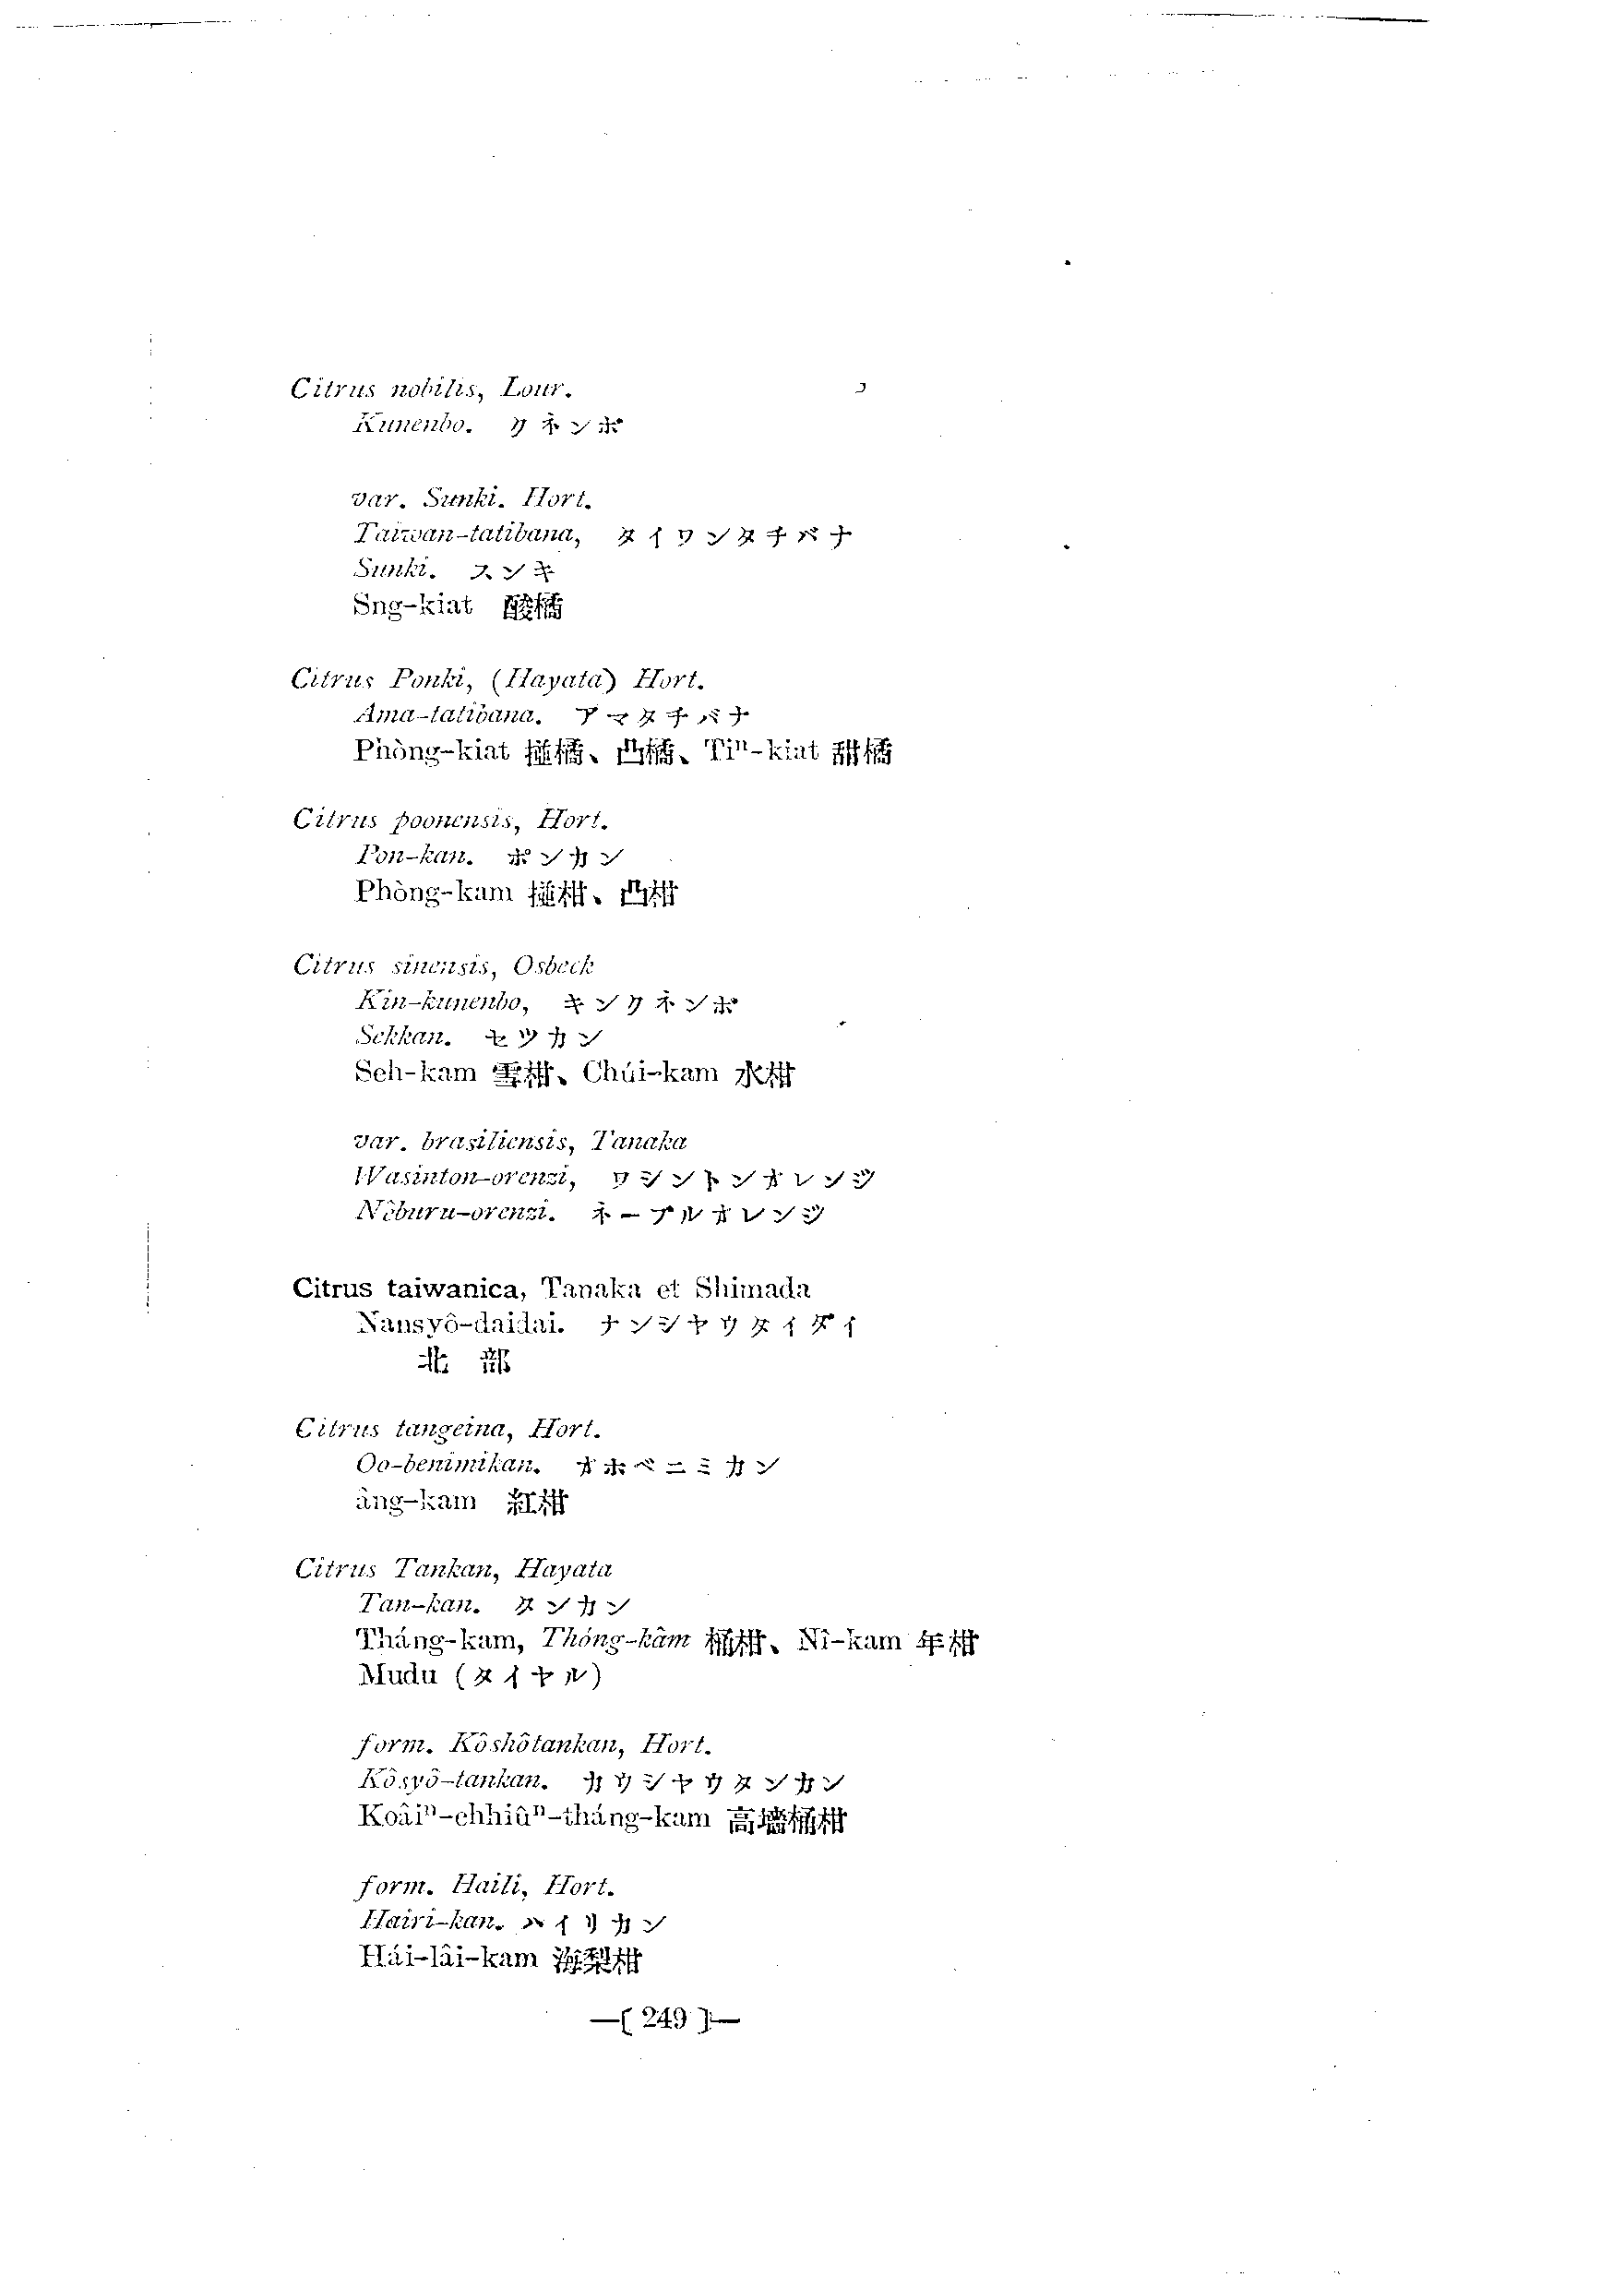 Citrus nobilis, Lour.
Kunenbo. クネンボ
var. Sunki. Hort.
Taiwan-tatibana, タイワンタチバナ
Sunki. スンキ
Sng-kiat 酸橘
Citrus Ponki, (Hayata) Hort.
Ama-tatibana. アマタチバナ
Phòng-kiat 椪橘、凸橘、Tiⁿ-kiat 甜橘
Citrus poonensis, Hort.
Pon-kan. ポンカン
Phòng-kam 椪柑、凸柑
Citrus sinensis, Osbeck
Kin-kunenbo, キンクネンボ
Sekkan. セツカン
Seh-kam 雪柑、Chúi-kam 水柑
var. brasiliensis, Tanaka
Wasinton-orenzi, ワシントンオレンジ
Nêburu-orenzi. ネーブルオレンジ
Citrus taiwanica, Tanaka et Shimada
Nansyô-daidai. ナンシヤウダイダイ
北 部
Citrus tangeina, Hort.
Oo-benimikan. オホベニミカン
âng-kam 紅柑
Citrus Tankan, Hayata
Tan-kan. タンカン
Tháng-kam, Thóng-kâm 桶柑、Nî-kam 年柑
Mudu (タイヤル)
form. Kôshôtankan, Hort.
Kôsyô-tankan. カウシヤウタンカン
Koâiⁿ-chhiûⁿ-tháng-kam 高墻桶柑
form. Haili, Hort.
Hairi-kan. ハイリカン
Hái-lâi-kam 海梨柑
—( 249 )—